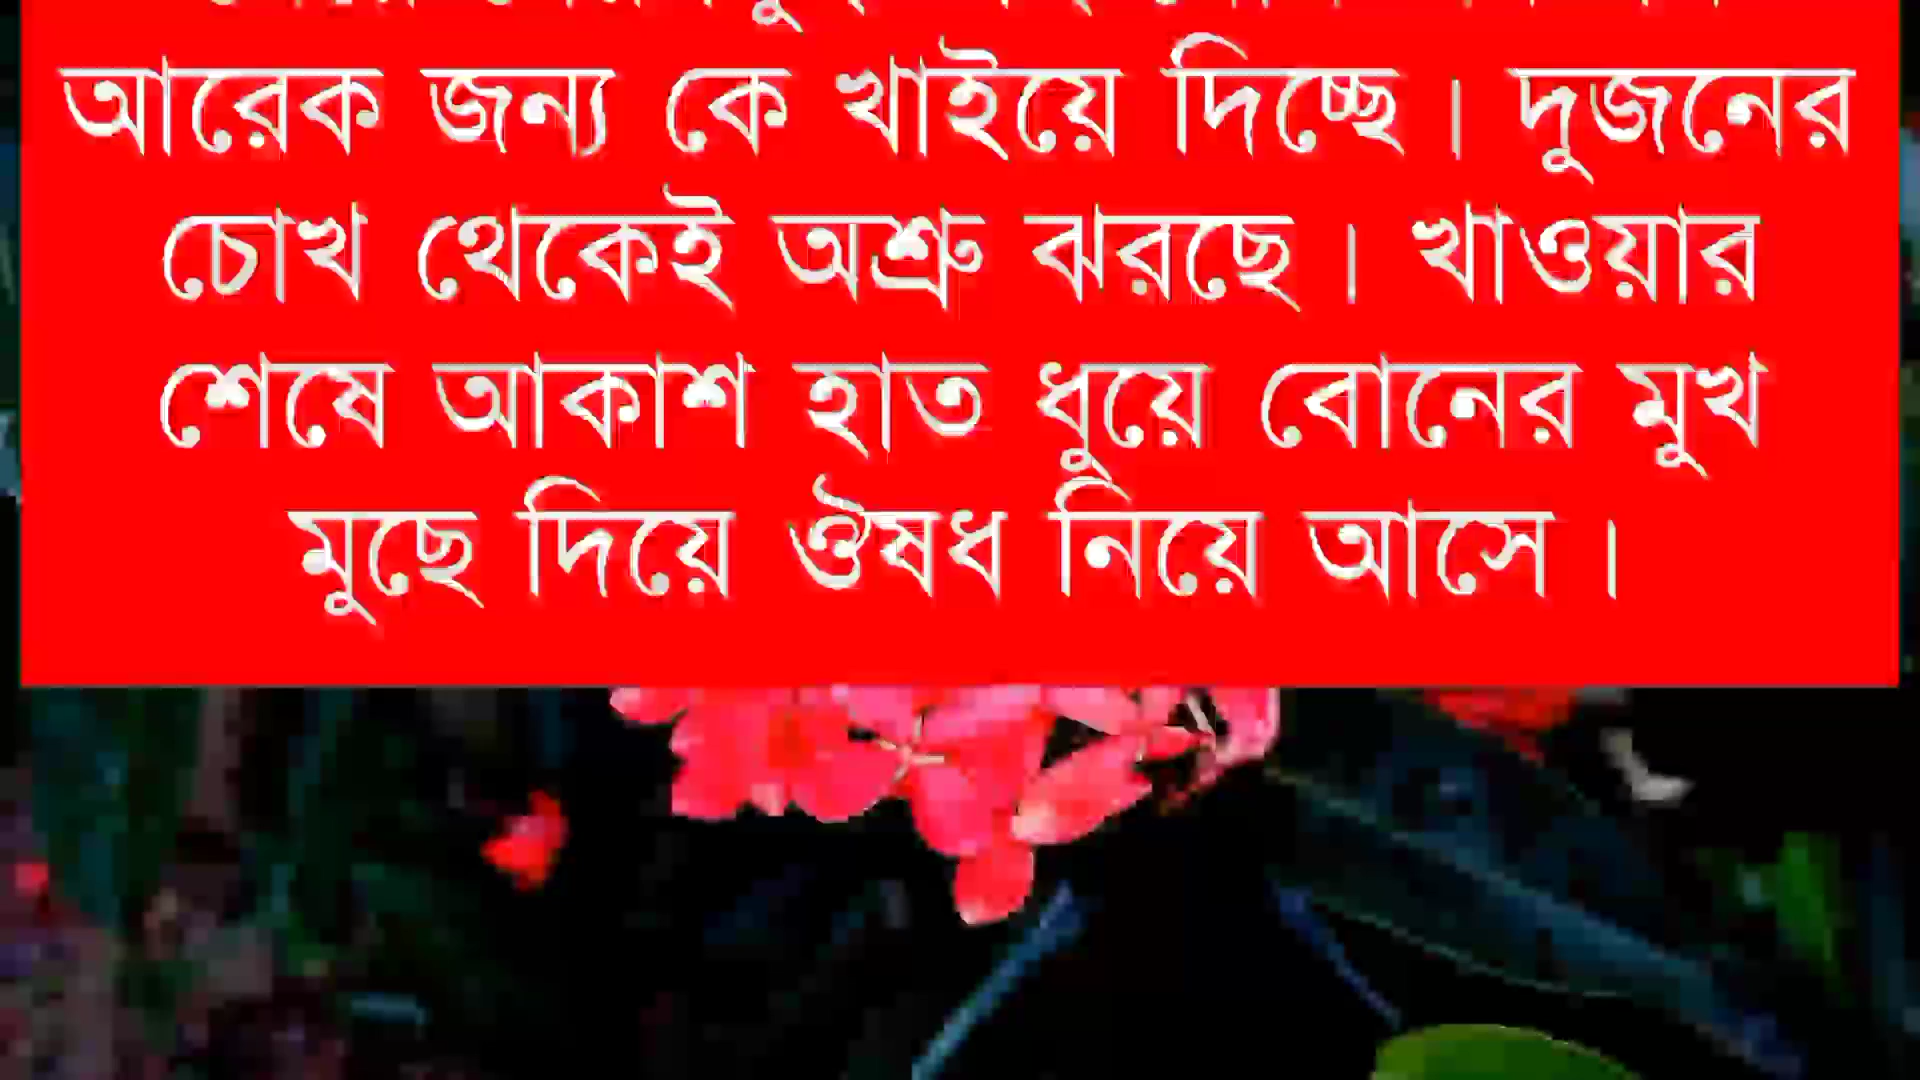 আরেক জন্য কে খাইয়ে দিচ্ছে। দুজনের
চোখ থেকেই অশ্রু ঝরছে। খাওয়ার
শেষে আকাশ হাত ধুয়ে বোনের মুখ
মুছে দিয়ে ঔষধ নিয়ে আসে।